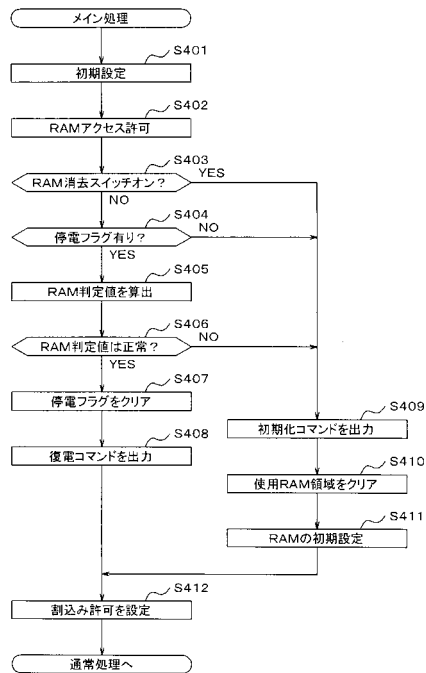 メイン処理
S401
初期設定
S402
RAMアクセス許可
S403
RAM消去スイッチオン?
YES
NO
S404
停電フラグ有り?
NO
YES
S405
RAM判定値を算出
S406
RAM判定値は正常?
NO
YES
S407
停電フラグをクリア
S408
復電コマンドを出力
S409
初期化コマンドを出力
S410
使用RAM領域をクリア
S411
RAMの初期設定
S412
割込み許可を設定
通常処理へ